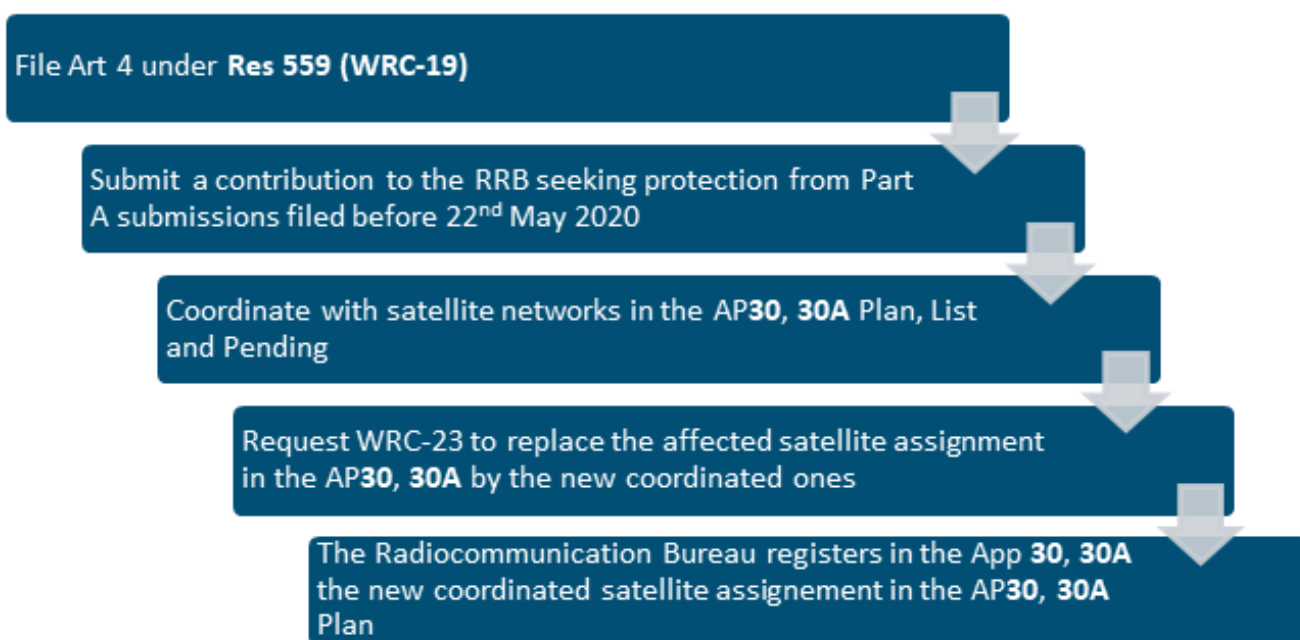 File Art 4 under Res 559 (WRC-19)
Submit a contribution to the RRB seeking protection from Part
A submissions filed before 22nd May 2020
Coordinate with satellite networks in the AP30, 30A Plan, List
and Pending
Request WRC-23 to replace the affected satellite assignment
in the AP30, 30A by the new coordinated ones
The Radiocommunication Bureau registers in the App 30, 30A
the new coordinated satellite assignement in the AP30, 30A
Plan